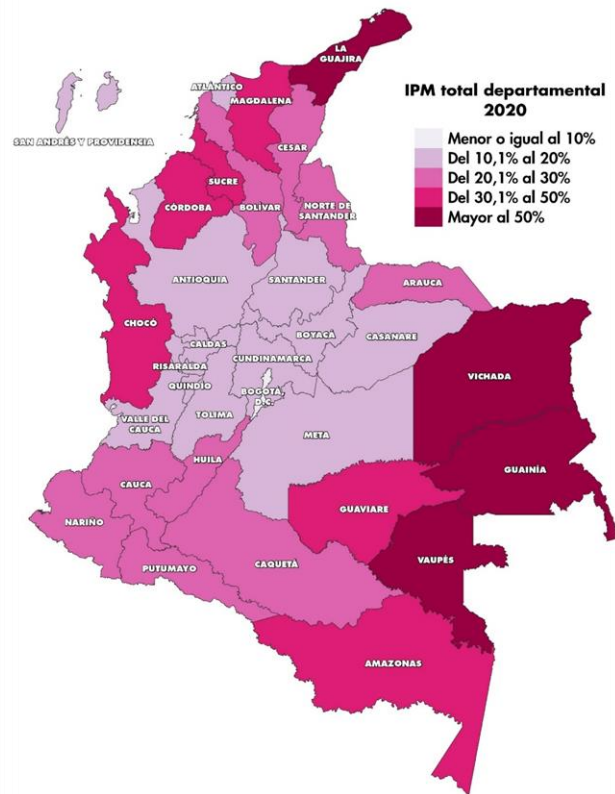 LA
GUAJIRA
ATLÁNTICO
MAGDALENA
SAN ANDRÉS Y PROVIDENCIA
CESAR
IPM total departamental
2020
Menor o igual al 10%
Del 10,1% al 20%
Del 20,1% al 30%
Del 30,1% al 50%
Mayor al 50%
SUCRE
CÓRDOBA
BOLÍVAR
NORTE DE
SANTANDER
ANTIOQUIA
SANTANDER
ARAUCA
CHOCÓ
CALDAS
BOYACÁ
CASANARE
RISARALDA
CUNDINAMARCA
QUINDÍO
BOGOTÁ
D.C.
VICHADA
VALLE DEL
CAUCA
TOLIMA
META
HUILA
GUAINÍA
CAUCA
GUAVIARE
NARIÑO
VAUPÉS
PUTUMAYO
CAQUETÁ
AMAZONAS